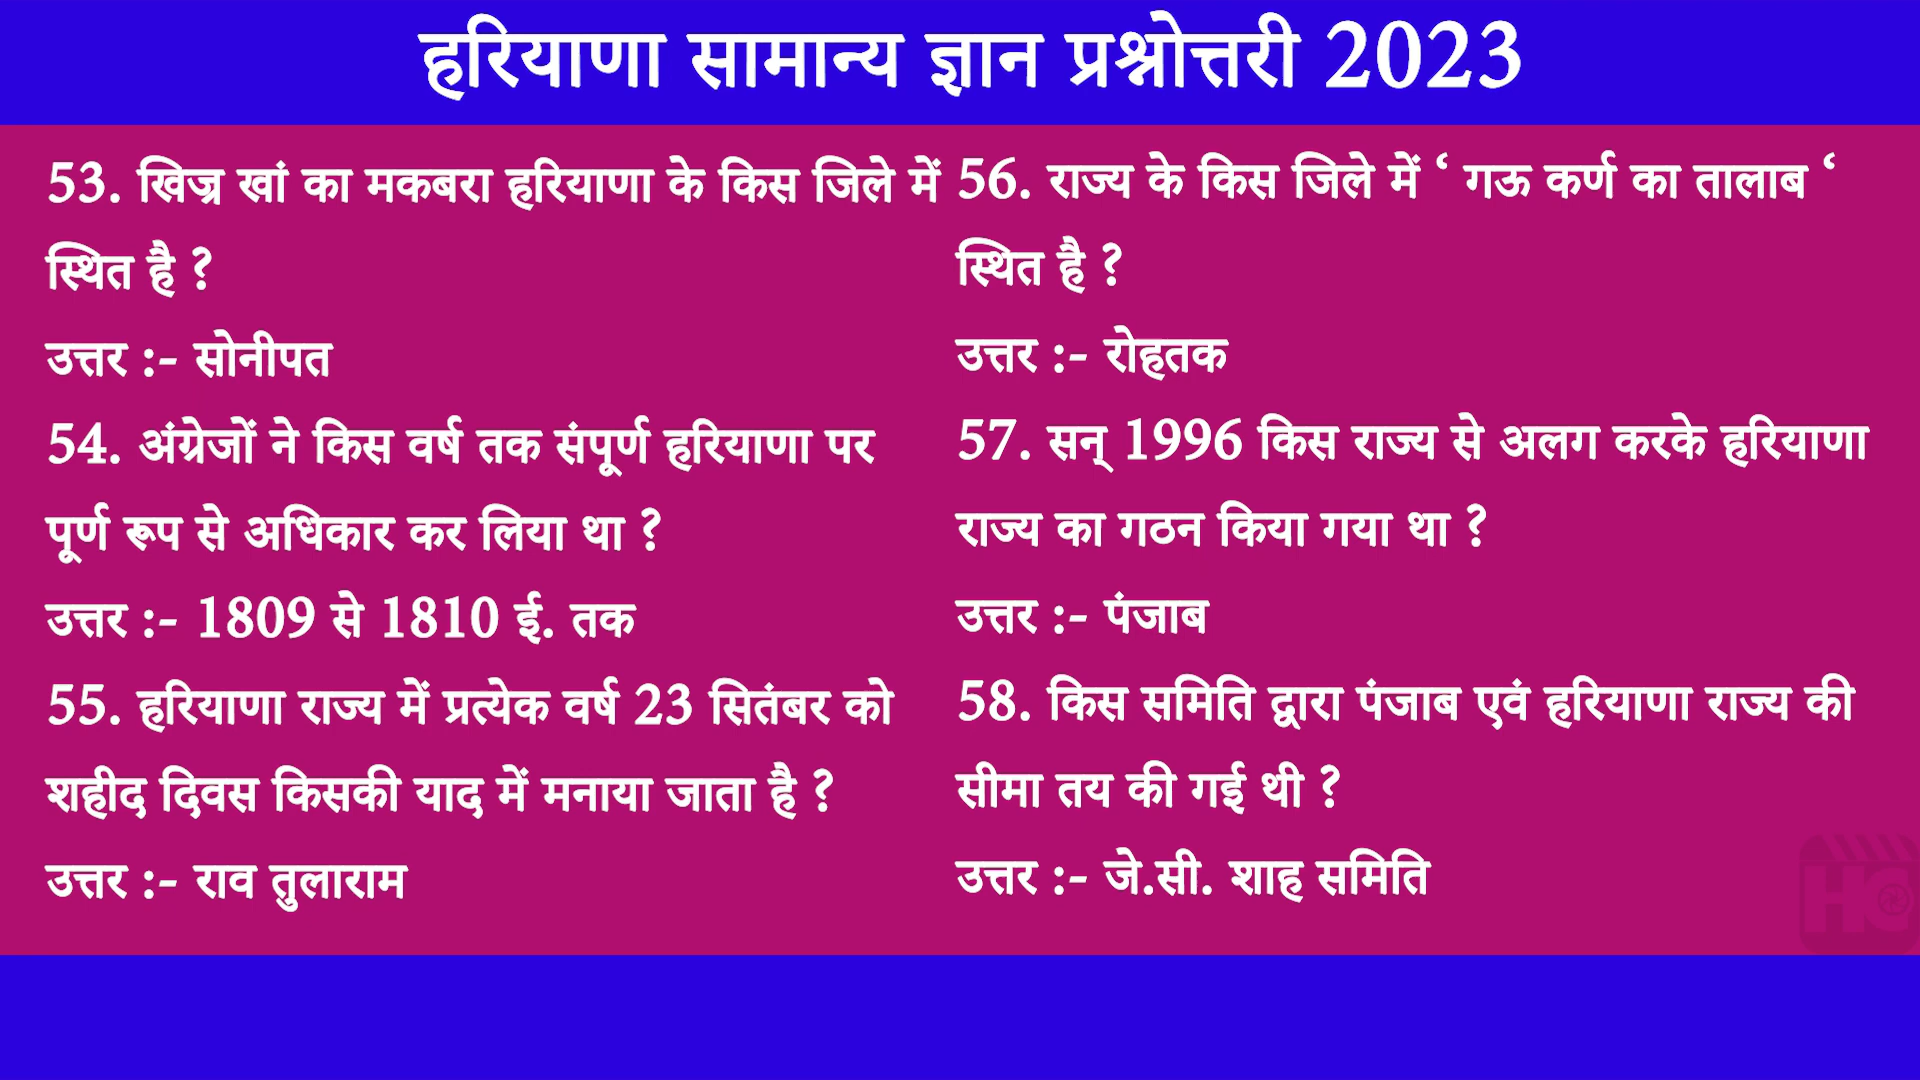 हरियाणा सामान्य ज्ञान प्रश्नोत्तरी 2023
53. खिज्र खां का मकबरा हरियाणा के किस जिले में
स्थित है ?
उत्तर :- सोनीपत
54. अंग्रेजों ने किस वर्ष तक संपूर्ण हरियाणा पर
पूर्ण रूप से अधिकार कर लिया था ?
उत्तर :- 1809 से 1810 ई. तक
55. हरियाणा राज्य में प्रत्येक वर्ष 23 सितंबर को
शहीद दिवस किसकी याद में मनाया जाता है ?
उत्तर :- राव तुलाराम
56. राज्य के किस जिले में ‘ गऊ कर्ण का तालाब ‘
स्थित है ?
उत्तर :- रोहतक
57. सन् 1996 किस राज्य से अलग करके हरियाणा
राज्य का गठन किया गया था ?
उत्तर :- पंजाब
58. किस समिति द्वारा पंजाब एवं हरियाणा राज्य की
सीमा तय की गई थी ?
उत्तर :- जे.सी. शाह समिति
HG